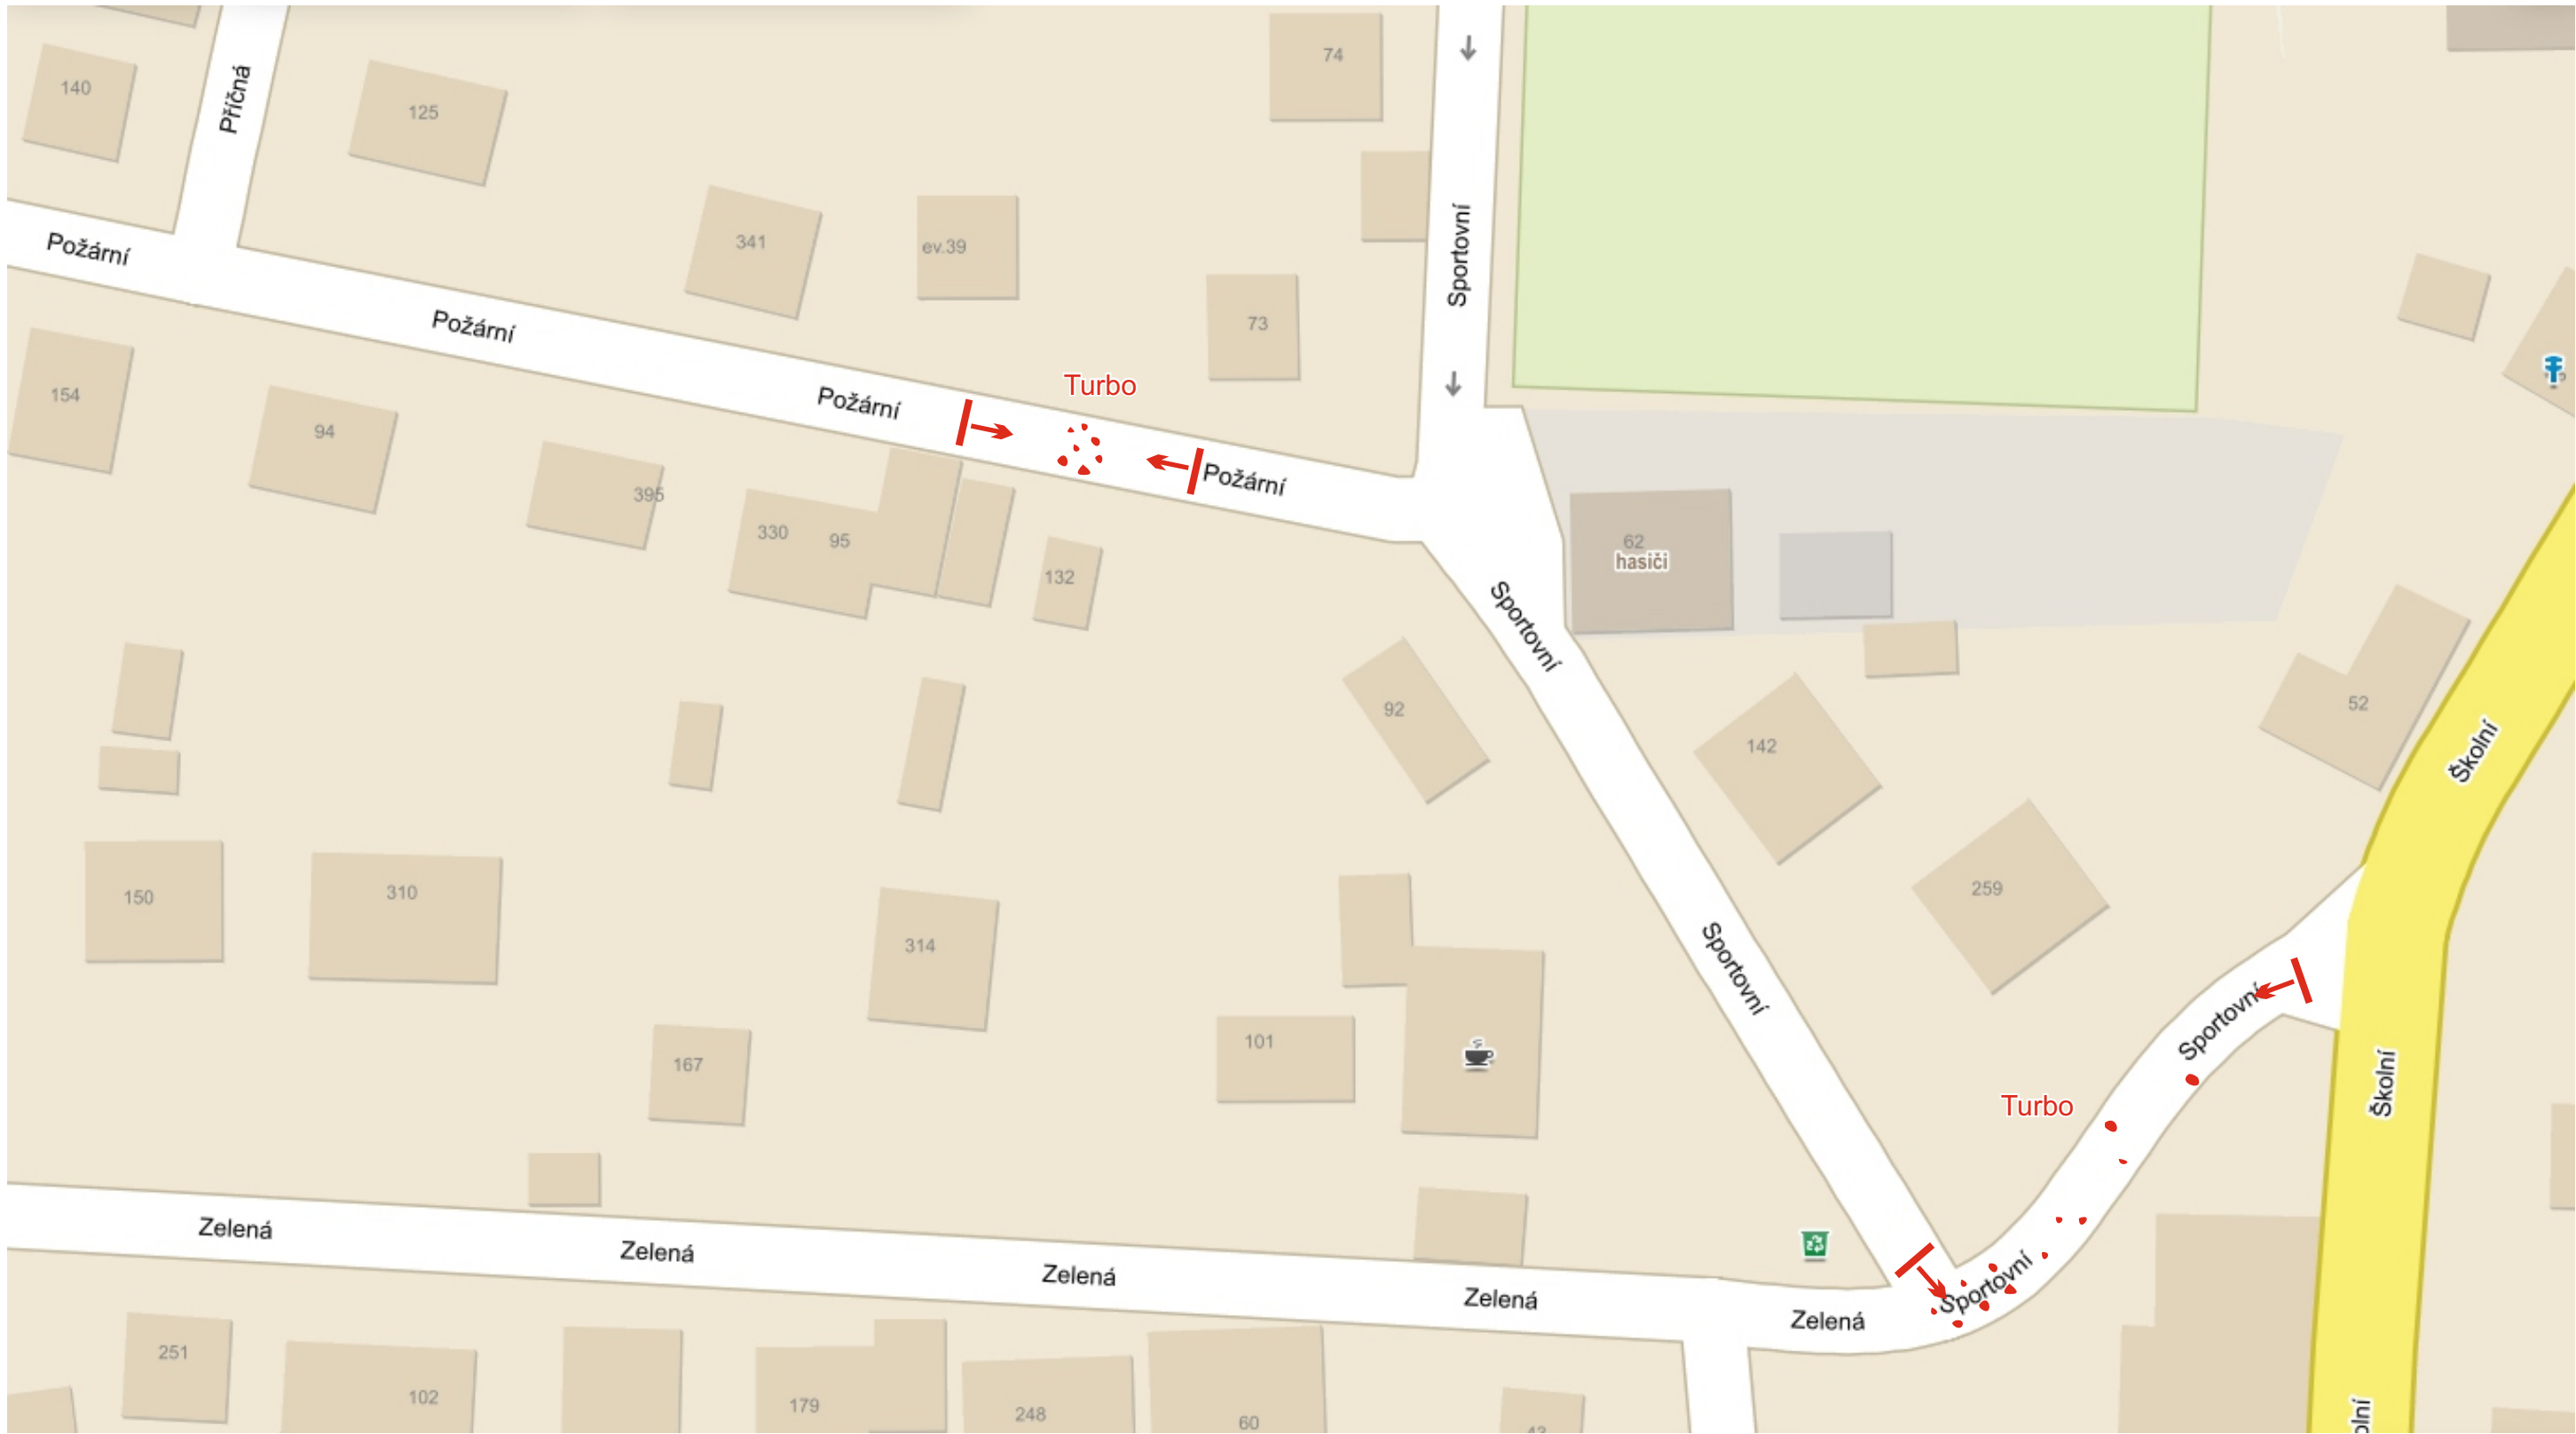 74
140
Příčná
125
Sportovní
341
ev.39
Požární
73
Požární
Turbo
154
Požární
94
Požární
395
330
95
62
hasiči
132
Sportovní
92
52
142
Školní
259
150
310
314
Sportovní
Sportovní
101
167
Školní
Turbo
Zelená
Zelená
Zelená
Sportovní
Zelená
Zelená
251
102
179
248
60